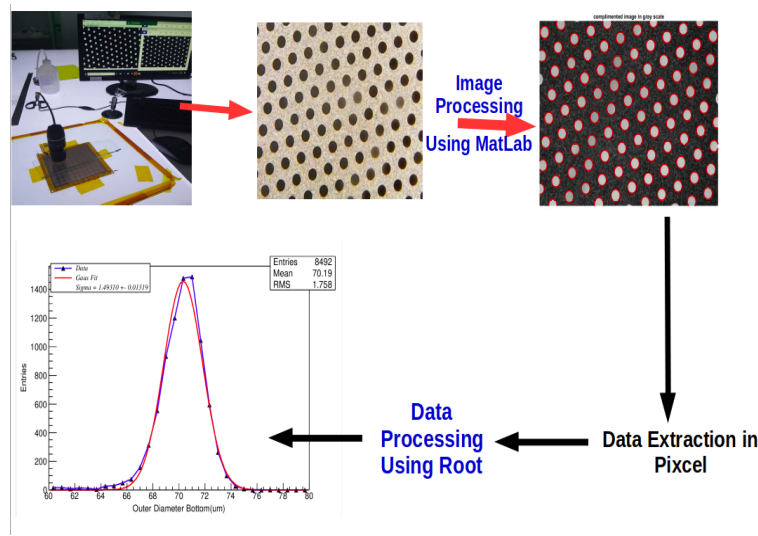 complimented image in gray scale
Image
Processing
Using MatLab
Data Extraction in
Pixcel
Data
Processing
Using Root
Data
Gaus Fit
Sigma = 1.49310 +- 0.01319
Entries 8492
Mean 70.19
RMS 1.758
Entries
1400
1200
1000
800
600
400
200
0
60 62 64 66 68 70 72 74 76 78 80
Outer Diameter Bottom(um)